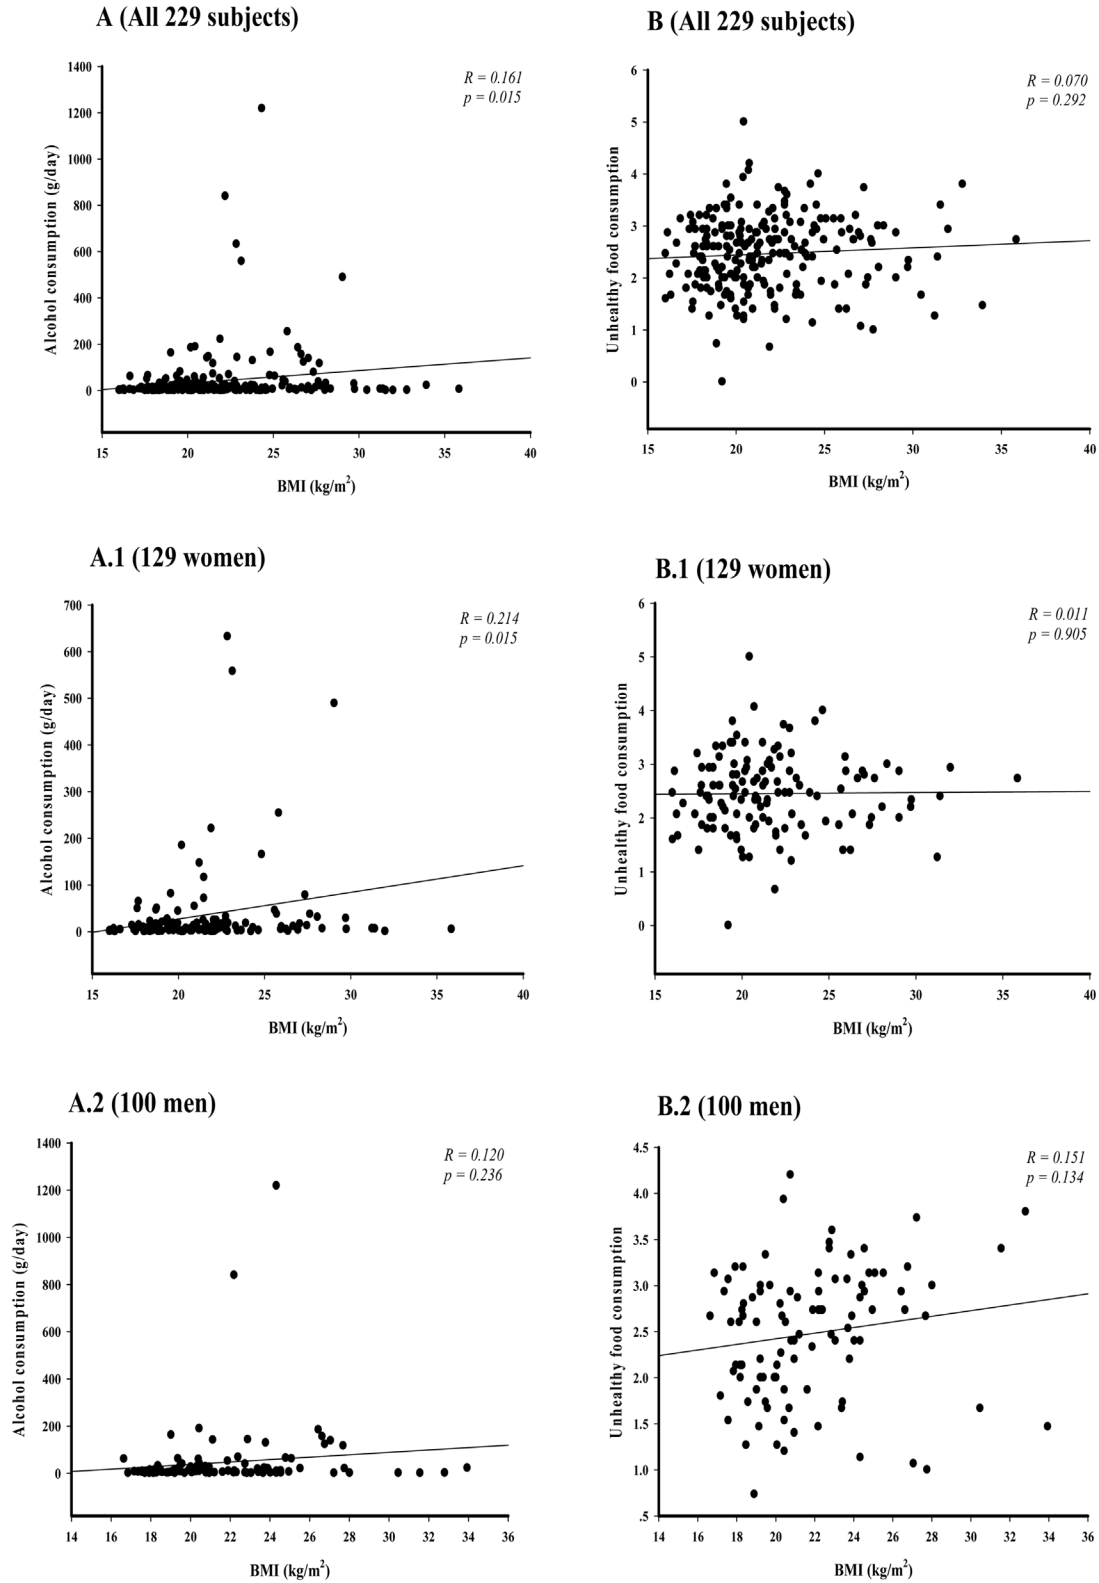 A (All 229 subjects)
R = 0.161
p = 0.015
Alcohol consumption (g/day)
1400
1200
1000
800
600
400
200
0
15 20 25 30 35 40
BMI (kg/m²)
B (All 229 subjects)
R = 0.070
p = 0.292
Unhealthy food consumption
6
5
4
3
2
1
0
15 20 25 30 35 40
BMI (kg/m²)
A.1 (129 women)
R = 0.214
p = 0.015
Alcohol consumption (g/day)
700
600
500
400
300
200
100
0
15 20 25 30 35 40
BMI (kg/m²)
B.1 (129 women)
R = 0.011
p = 0.905
Unhealthy food consumption
6
5
4
3
2
1
0
15 20 25 30 35 40
BMI (kg/m²)
A.2 (100 men)
R = 0.120
p = 0.236
Alcohol consumption (g/day)
1400
1200
1000
800
600
400
200
0
14 16 18 20 22 24 26 28 30 32 34 36
BMI (kg/m²)
B.2 (100 men)
R = 0.151
p = 0.134
Unhealthy food consumption
4.5
4.0
3.5
3.0
2.5
2.0
1.5
1.0
.5
14 16 18 20 22 24 26 28 30 32 34 36
BMI (kg/m²)